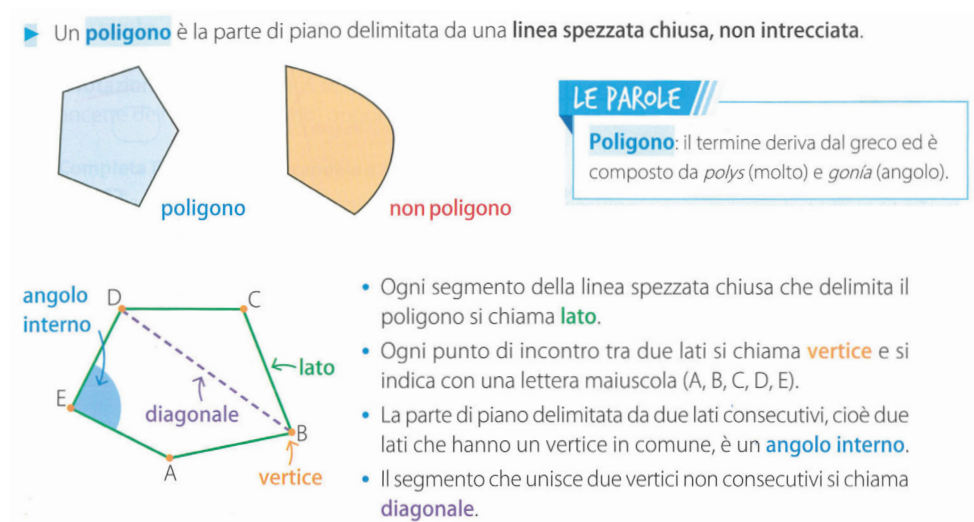 Un poligono è la parte di piano delimitata da una linea spezzata chiusa, non intrecciata.
poligono
non poligono
LE PAROLE
Poligono: il termine deriva dal greco ed è
composto da polys (molto) e gonía (angolo).
angolo
interno
D
C
E
B
A
lato
diagonale
vertice
• Ogni segmento della linea spezzata chiusa che delimita il
poligono si chiama lato.
• Ogni punto di incontro tra due lati si chiama vertice e si
indica con una lettera maiuscola (A, B, C, D, E).
• La parte di piano delimitata da due lati consecutivi, cioè due
lati che hanno un vertice in comune, è un angolo interno.
• Il segmento che unisce due vertici non consecutivi si chiama
diagonale.